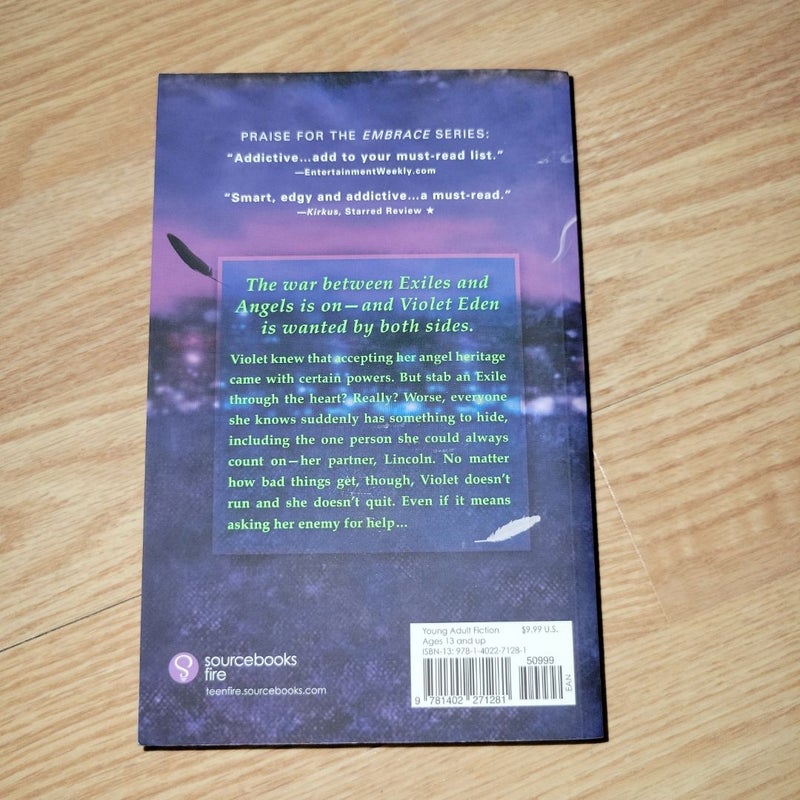 PRAISE FOR THE EMBRACE SERIES:
“Addictive...add to your must-read list.”
—EntertainmentWeekly.com
“Smart, edgy and addictive...a must-read.”
—Kirkus, Starred Review ★
The war between Exiles and
Angels is on—and Violet Eden
is wanted by both sides.
Violet knew that accepting her angel heritage
came with certain powers. But stab an Exile
through the heart? Really? Worse, everyone
she knows suddenly has something to hide,
including the one person she could always
count on—her partner, Lincoln. No matter
how bad things get, though, Violet doesn’t
run and she doesn’t quit. Even if it means
asking her enemy for help...
sourcebooks
fire
teenfire.sourcebooks.com
Young Adult Fiction $9.99 U.S.
Ages 13 and up
ISBN-13: 978-1-4022-7128-1
50999
9 781402 271281
EAN